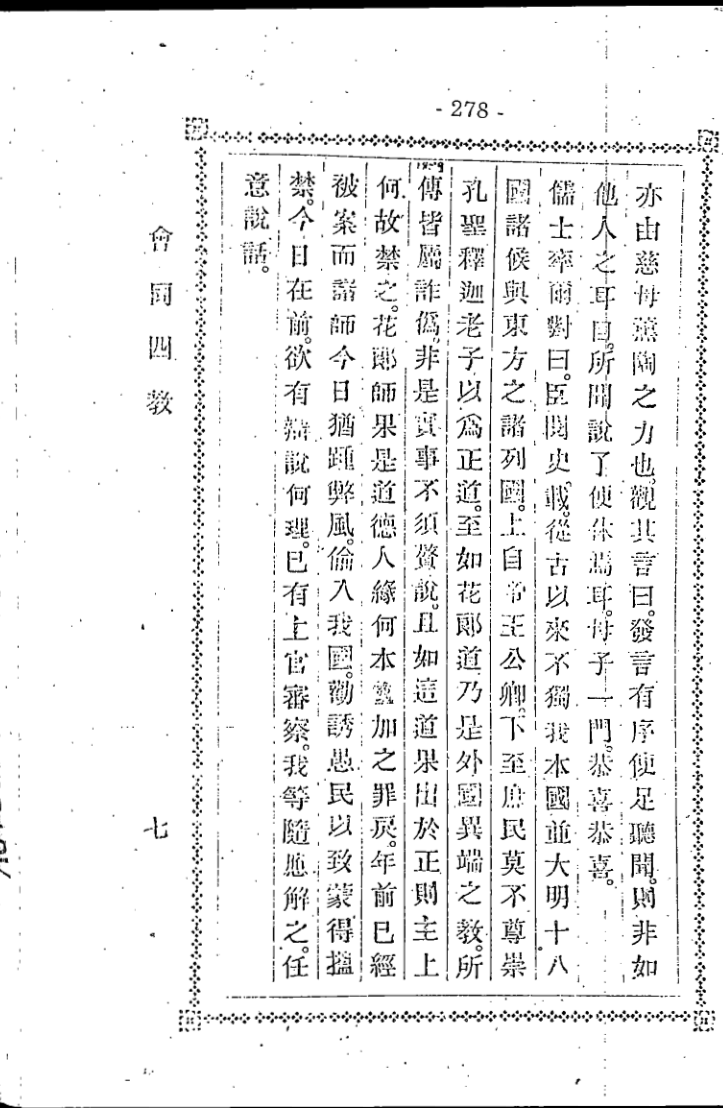 - 278 -
亦由慈母薰陶之力也。觀其言曰。發言有序便足聽聞。則非如
他人之耳目。所聞說了便休焉耳。母子一門。恭喜恭喜。
儒士率爾對曰。臣閱史載。從古以來不獨我本國並大明十八
國諸侯與東方之諸列國。上自帝王公卿。下至庶民莫不尊崇
孔聖釋迦老子以爲正道。至如花郎道乃是外國異端之教。所
傳皆屬詐僞。非是實事不須贅說。且如這道果出於正則主上
何故禁之。花郎師果是道德人緣何本加之罪戾。年前已經
被案而諸師今日猶踵弊風。偷入我國。勸誘愚民以致蒙得搵
禁。今日在前。欲有辯說何理。已有主官審察。我等隨應解之。任
意說話。
會同四教
七